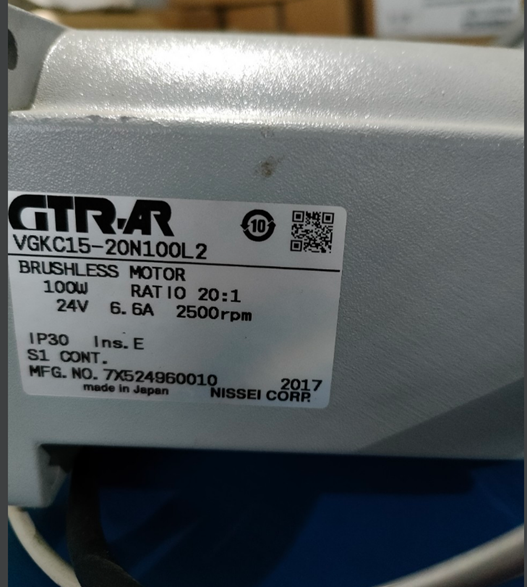 GTR-AR
10
VGKC15-20N100L2
BRUSHLESS MOTOR
100W RATIO 20:1
24V 6.6A 2500rpm
IP30 Ins.E
S1 CONT.
MFG.NO.7X524960010 2017
made in Japan NISSEI CORP.